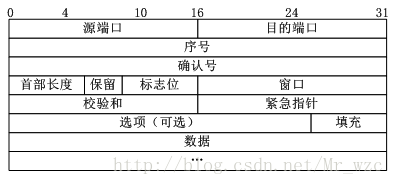 0 4 10 16 24 31
源端口 目的端口
序号
确认号
首部长度 保留 标志位 窗口
校验和 紧急指针
选项（可选） 填充
数据
...
http://blog.csdn.net/Mr_wzc